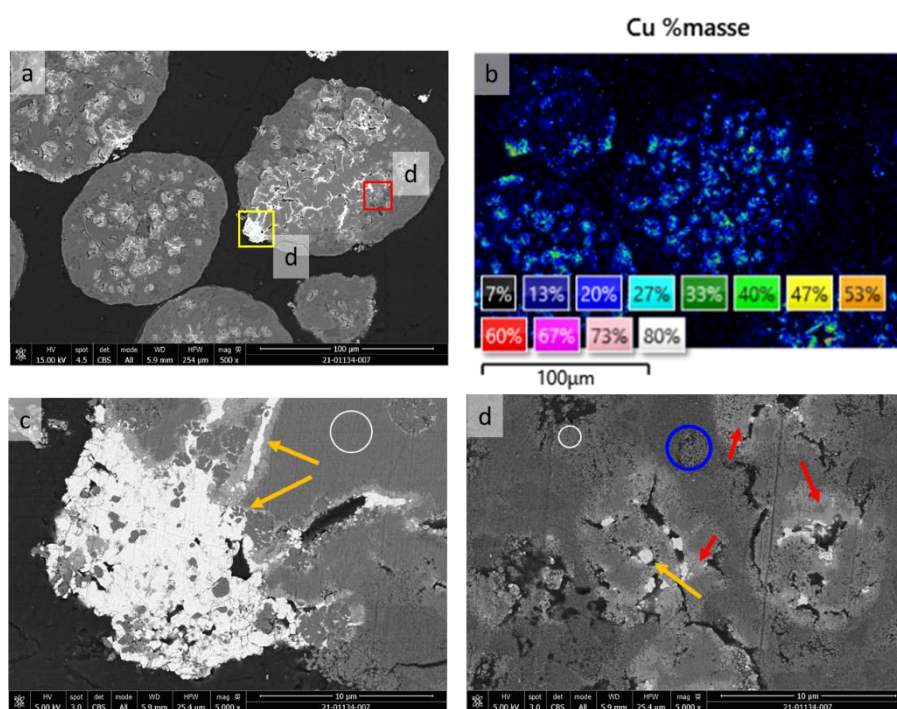 Cu %masse
a
d
d
b
7% 13% 20% 27% 33% 40% 47% 53%
60% 67% 73% 80%
100µm
HV spot det mode WD HFW mag 100 µm
15.00 kV 4.5 CBS All 5.9 mm 254 µm 500 x 21-01134-007
c
d
HV spot det mode WD HFW mag 10 µm
5.00 kV 3.0 CBS All 5.9 mm 25.4 µm 5 000 x 21-01134-007
HV spot det mode WD HFW mag 10 µm
5.00 kV 3.0 CBS All 5.9 mm 25.4 µm 5 000 x 21-01134-007